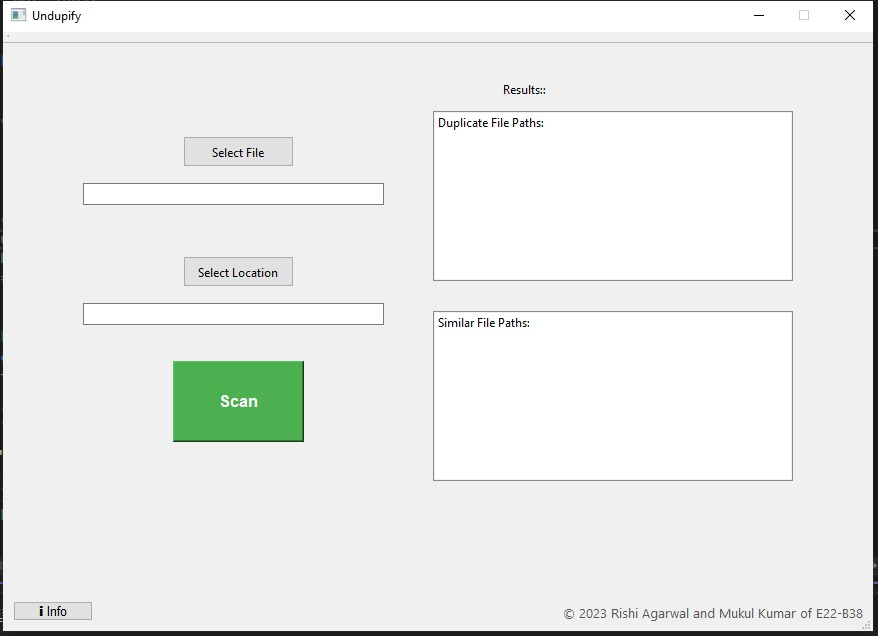 Undupify
Results::
Duplicate File Paths:
Select File
Select Location
Similar File Paths:
Scan
i Info
© 2023 Rishi Agarwal and Mukul Kumar of E22-B38